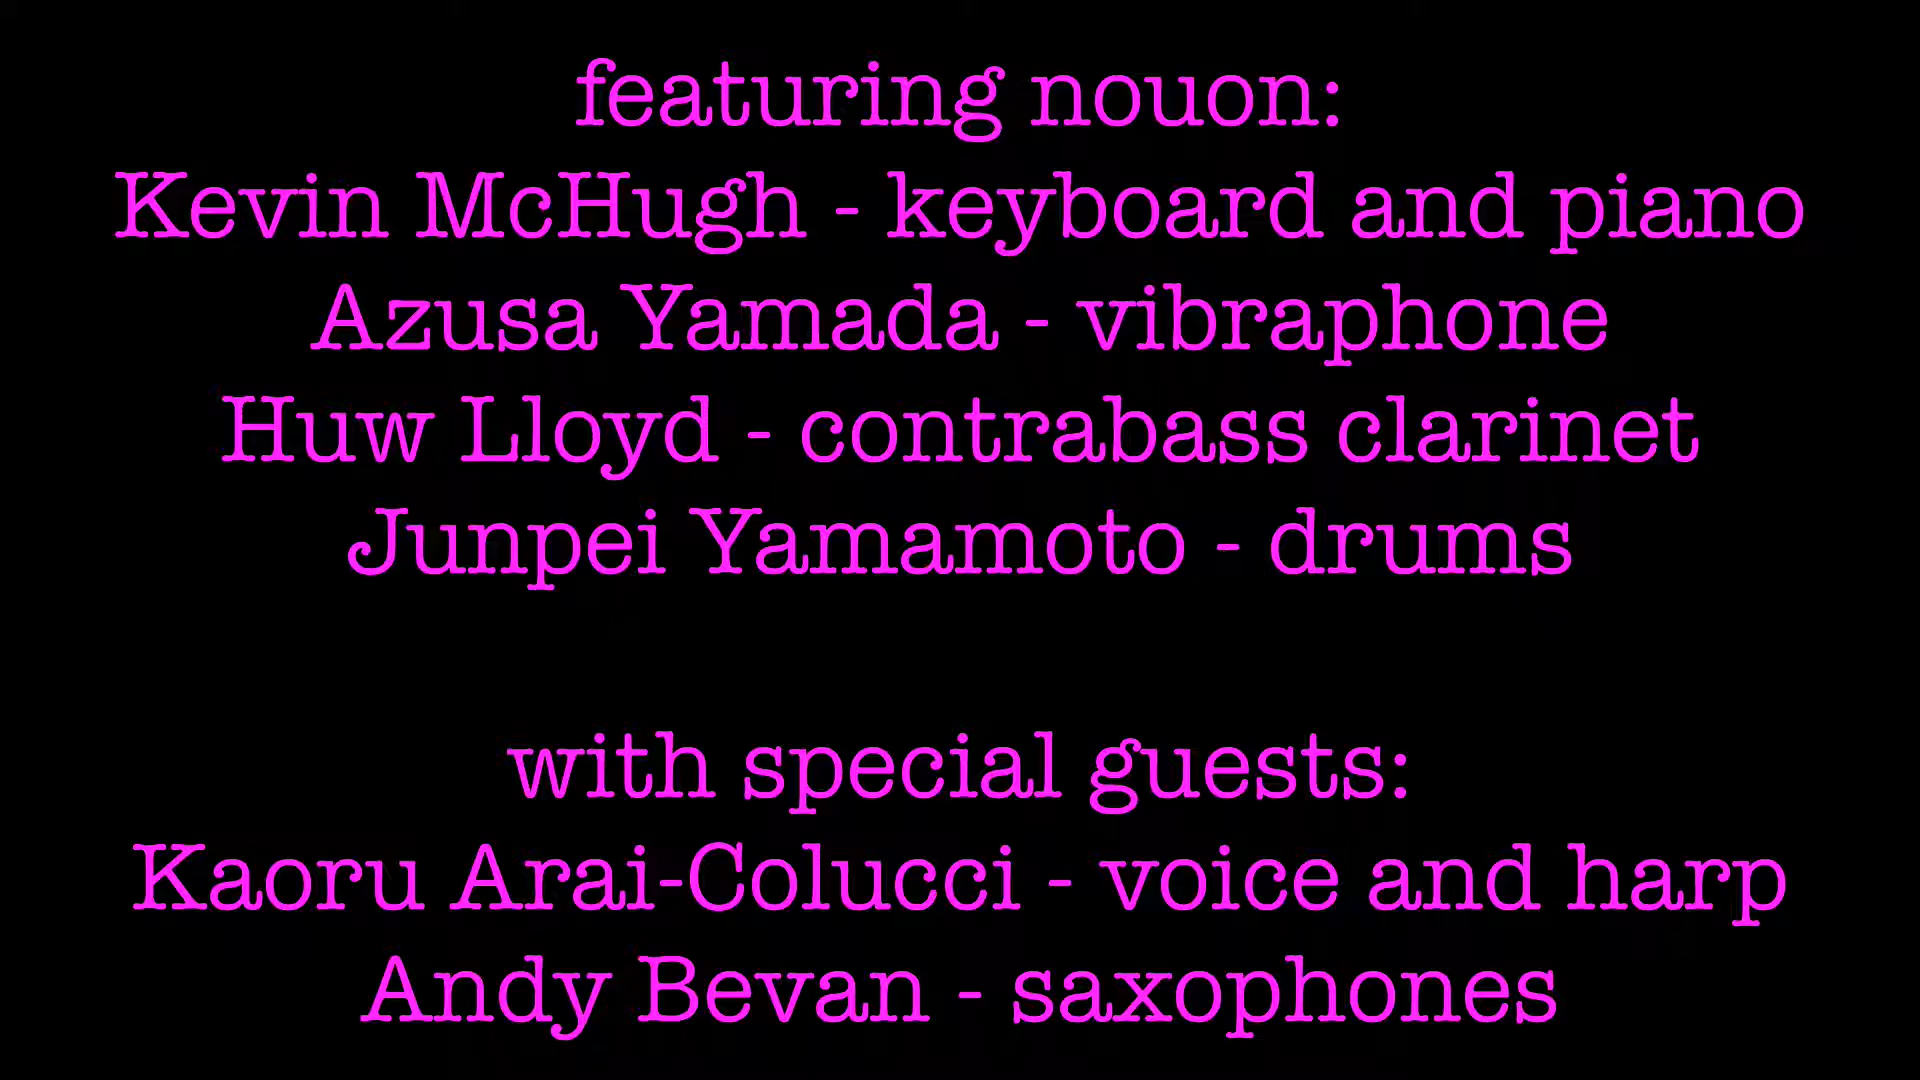 featuring nouon:
Kevin McHugh - keyboard and piano
Azusa Yamada - vibraphone
Huw Lloyd - contrabass clarinet
Junpei Yamamoto - drums
with special guests:
Kaoru Arai-Colucci - voice and harp
Andy Bevan - saxophones